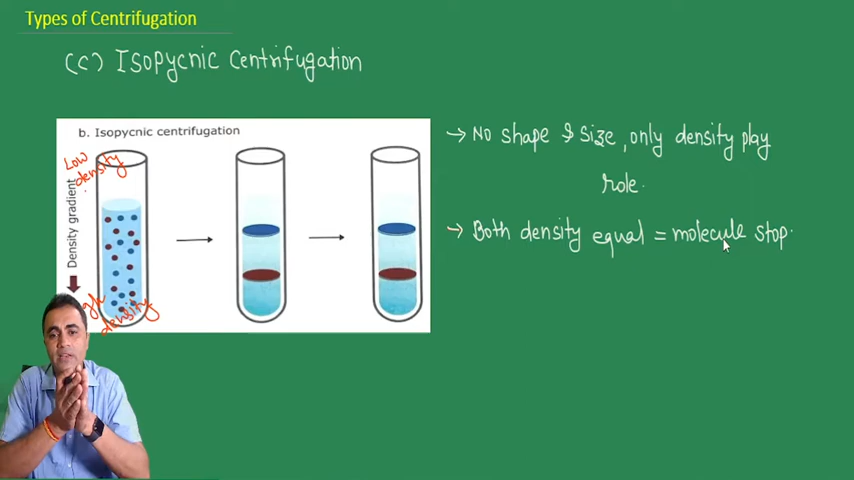 Types of Centrifugation
(c) Isopycnic Centrifugation
b. Isopycnic centrifugation
Low
density
Density gradient
density
→ No shape & Size, only density play
role.
→ Both density equal = molecule stop.